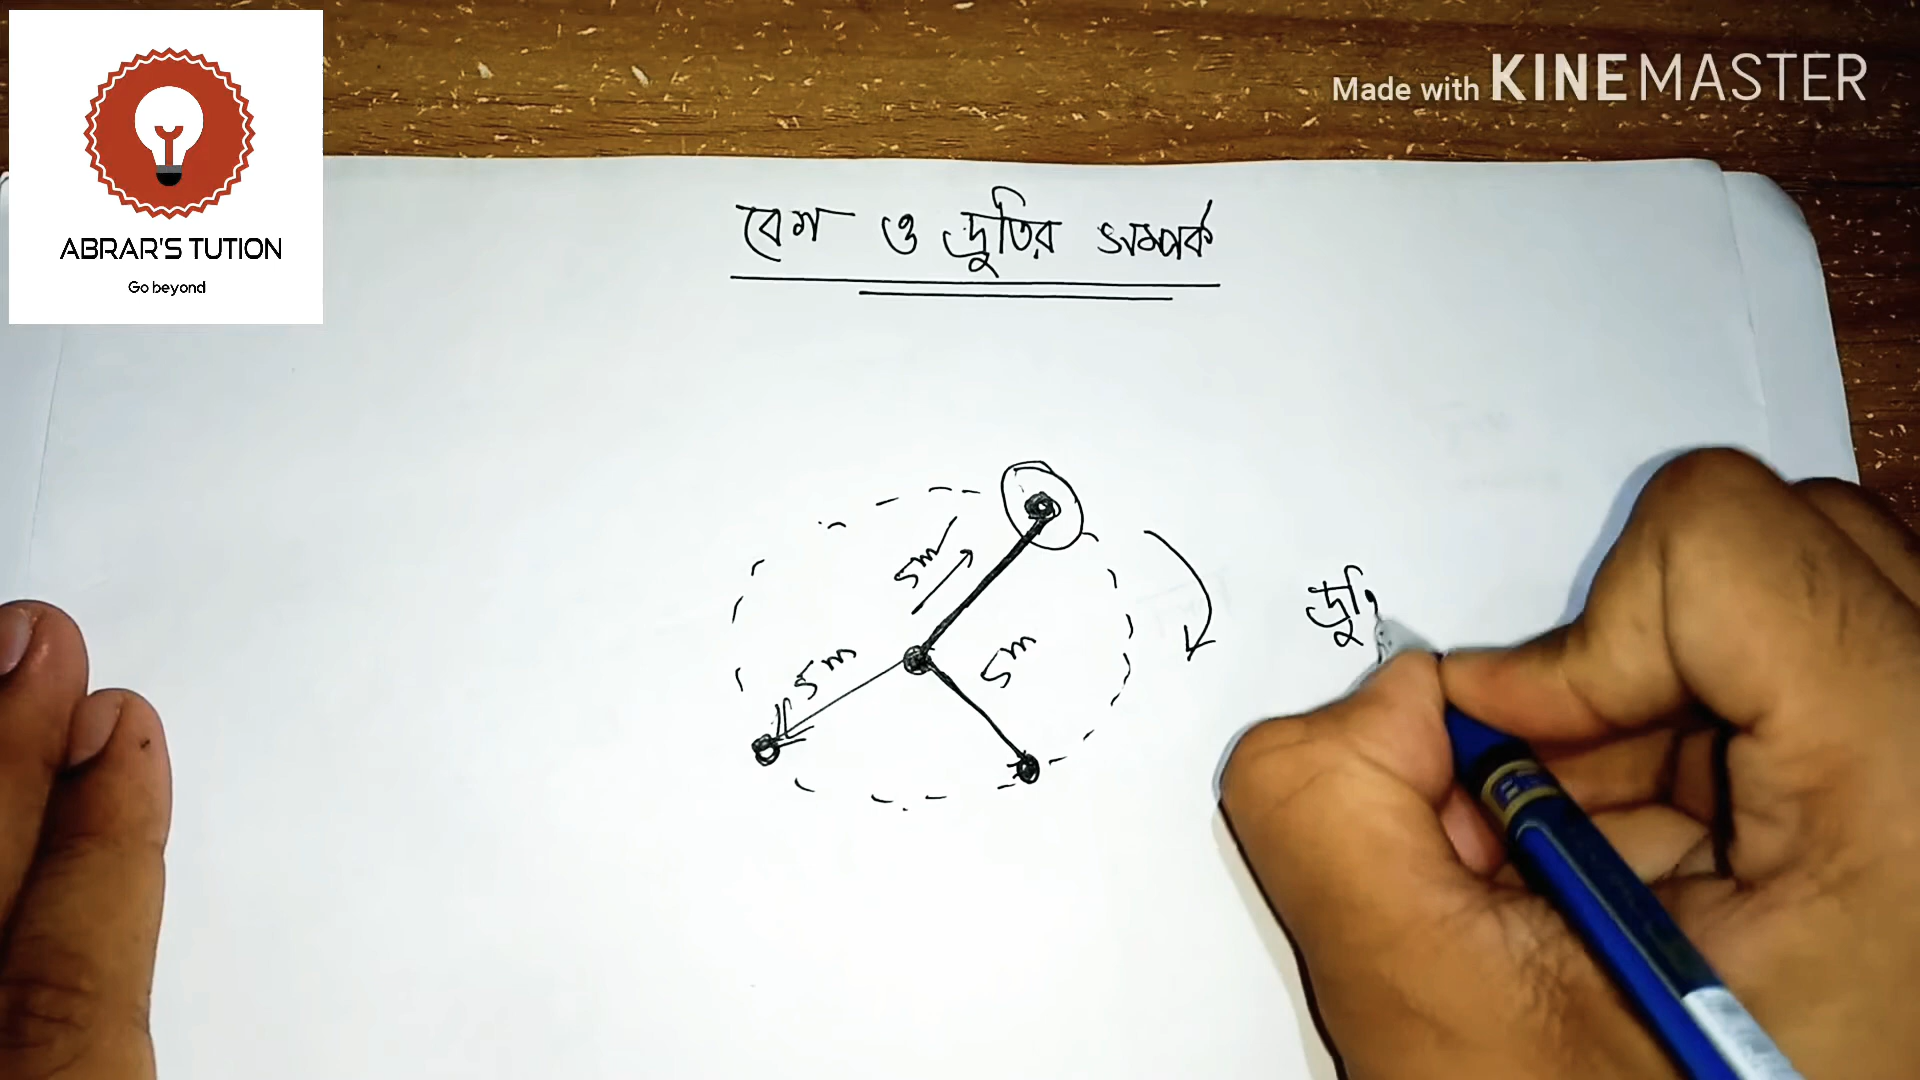 ABRAR'S TUTION
Go beyond
Made with KINEMASTER
বেগ ও দ্রুতির সম্পর্ক
5m
5m
5m